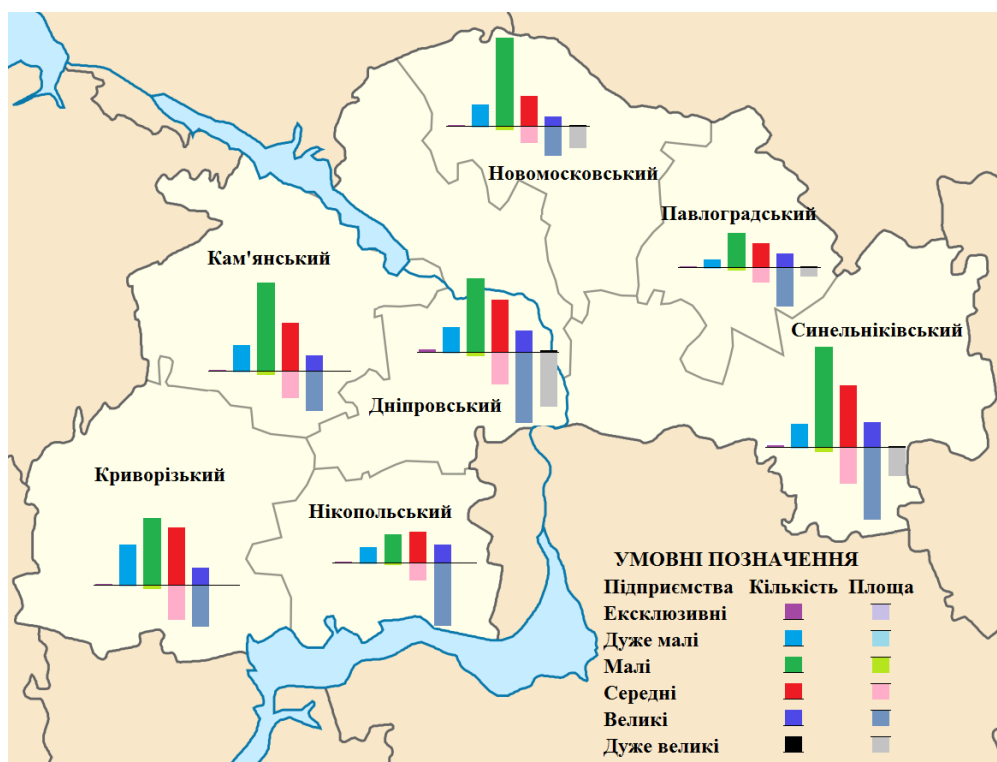 Новомосковський
Павлоградський
Кам'янський
Синельніківський
Дніпровський
Криворізький
Нікопольський
УМОВНІ ПОЗНАЧЕННЯ
Підприємства Кількість Площа
Ексклюзивні
Дуже малі
Малі
Середні
Великі
Дуже великі